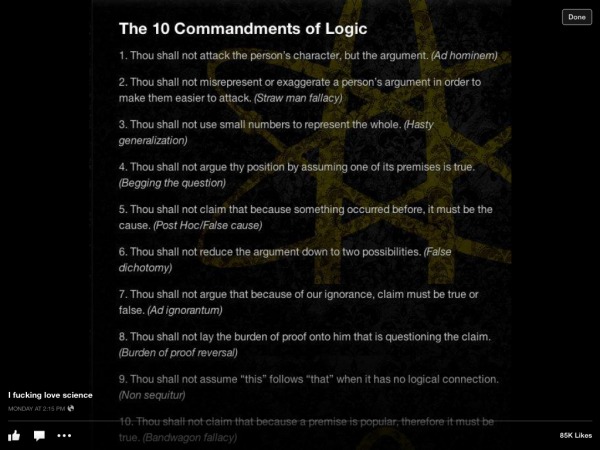 Done
The 10 Commandments of Logic
1. Thou shall not attack the person's character, but the argument. (Ad hominem)
2. Thou shall not misrepresent or exaggerate a person's argument in order to
make them easier to attack. (Straw man fallacy)
3. Thou shall not use small numbers to represent the whole. (Hasty
generalization)
4. Thou shall not argue thy position by assuming one of its premises is true.
(Begging the question)
5. Thou shall not claim that because something occurred before, it must be the
cause. (Post Hoc/False cause)
6. Thou shall not reduce the argument down to two possibilities. (False
dichotomy)
7. Thou shall not argue that because of our ignorance, claim must be true or
false. (Ad ignorantum)
8. Thou shall not lay the burden of proof onto him that is questioning the claim.
(Burden of proof reversal)
9. Thou shall not assume “this” follows “that” when it has no logical connection.
(Non sequitur)
10. Thou shall not claim that because a premise is popular, therefore it must be
true. (Bandwagon fallacy)
I fucking love science
MONDAY AT 2:15 PM
85K Likes